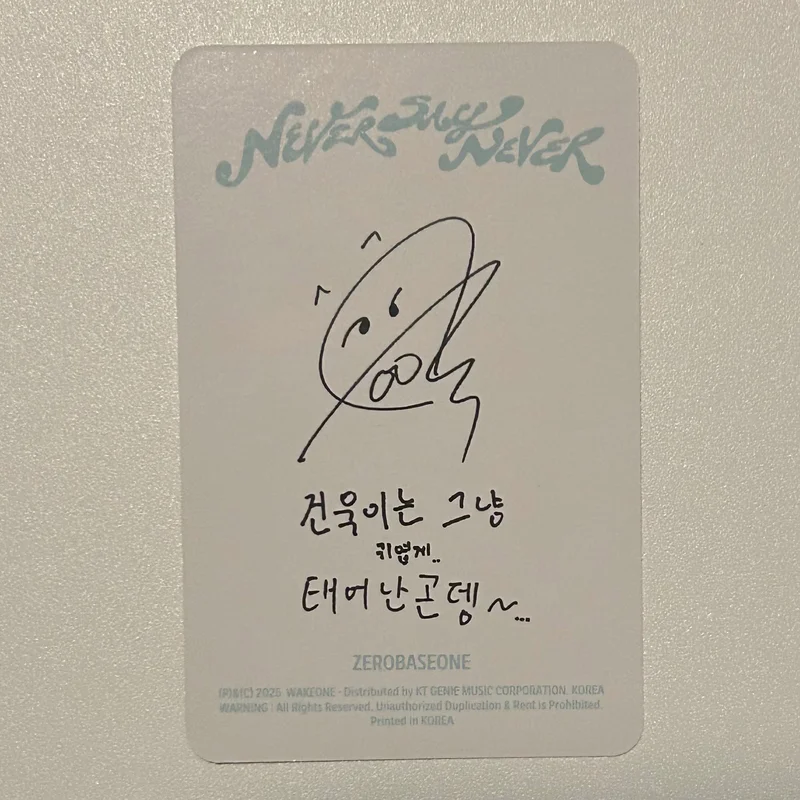 NEVER Say NEVER
건욱이는 그냥
귀엽게..
태어난곤뎅~...
ZEROBASEONE
(P)&(C) 2025 WAKEONE · Distributed by KT GENIE MUSIC CORPORATION. KOREA
WARNING : All Rights Reserved. Unauthorized Duplication & Rent is Prohibited.
Printed in KOREA